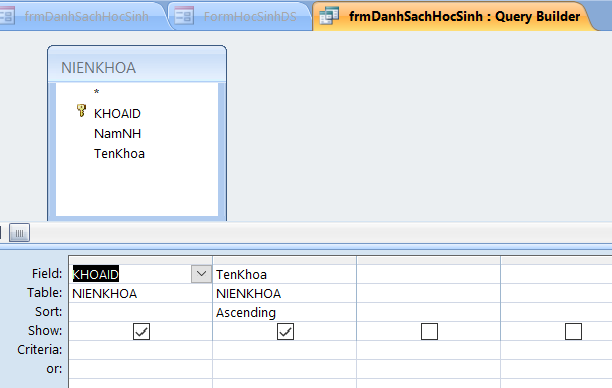 frmDanhSachHocSinh FormHocSinhDS frmDanhSachHocSinh : Query Builder
NIENKHOA
*
KHOAID
NamNH
TenKhoa
Field: KHOAID TenKhoa
Table: NIENKHOA NIENKHOA
Sort: Ascending
Show:
Criteria:
or: